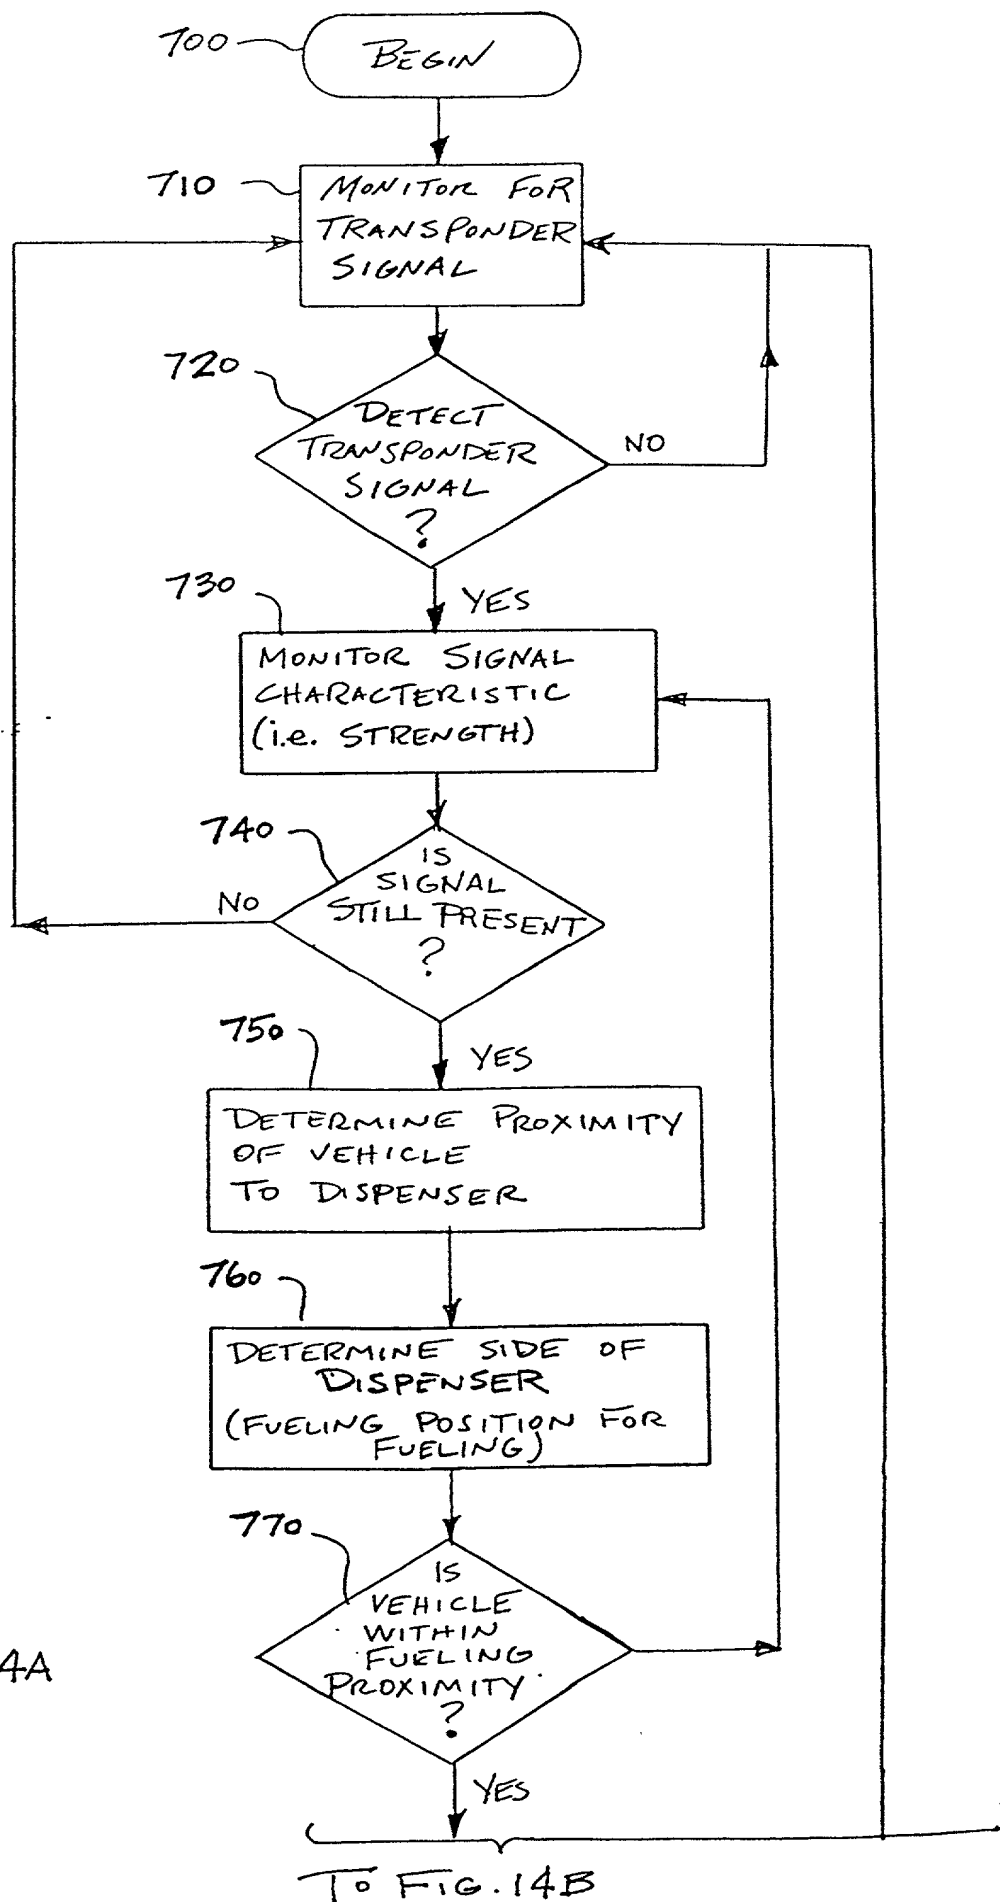 700
BEGIN
710
MONITOR FOR
TRANSPONDER
SIGNAL
720
DETECT
TRANSPONDER
SIGNAL
?
NO
730
YES
MONITOR SIGNAL
CHARACTERISTIC
(i.e. STRENGTH)
740
IS
SIGNAL
STILL PRESENT
?
NO
750
YES
DETERMINE PROXIMITY
OF VEHICLE
TO DISPENSER
760
DETERMINE SIDE OF
DISPENSER
(FUELING POSITION FOR
FUELING)
770
IS
VEHICLE
WITHIN
FUELING
PROXIMITY
?
4A
YES
TO FIG. 14B